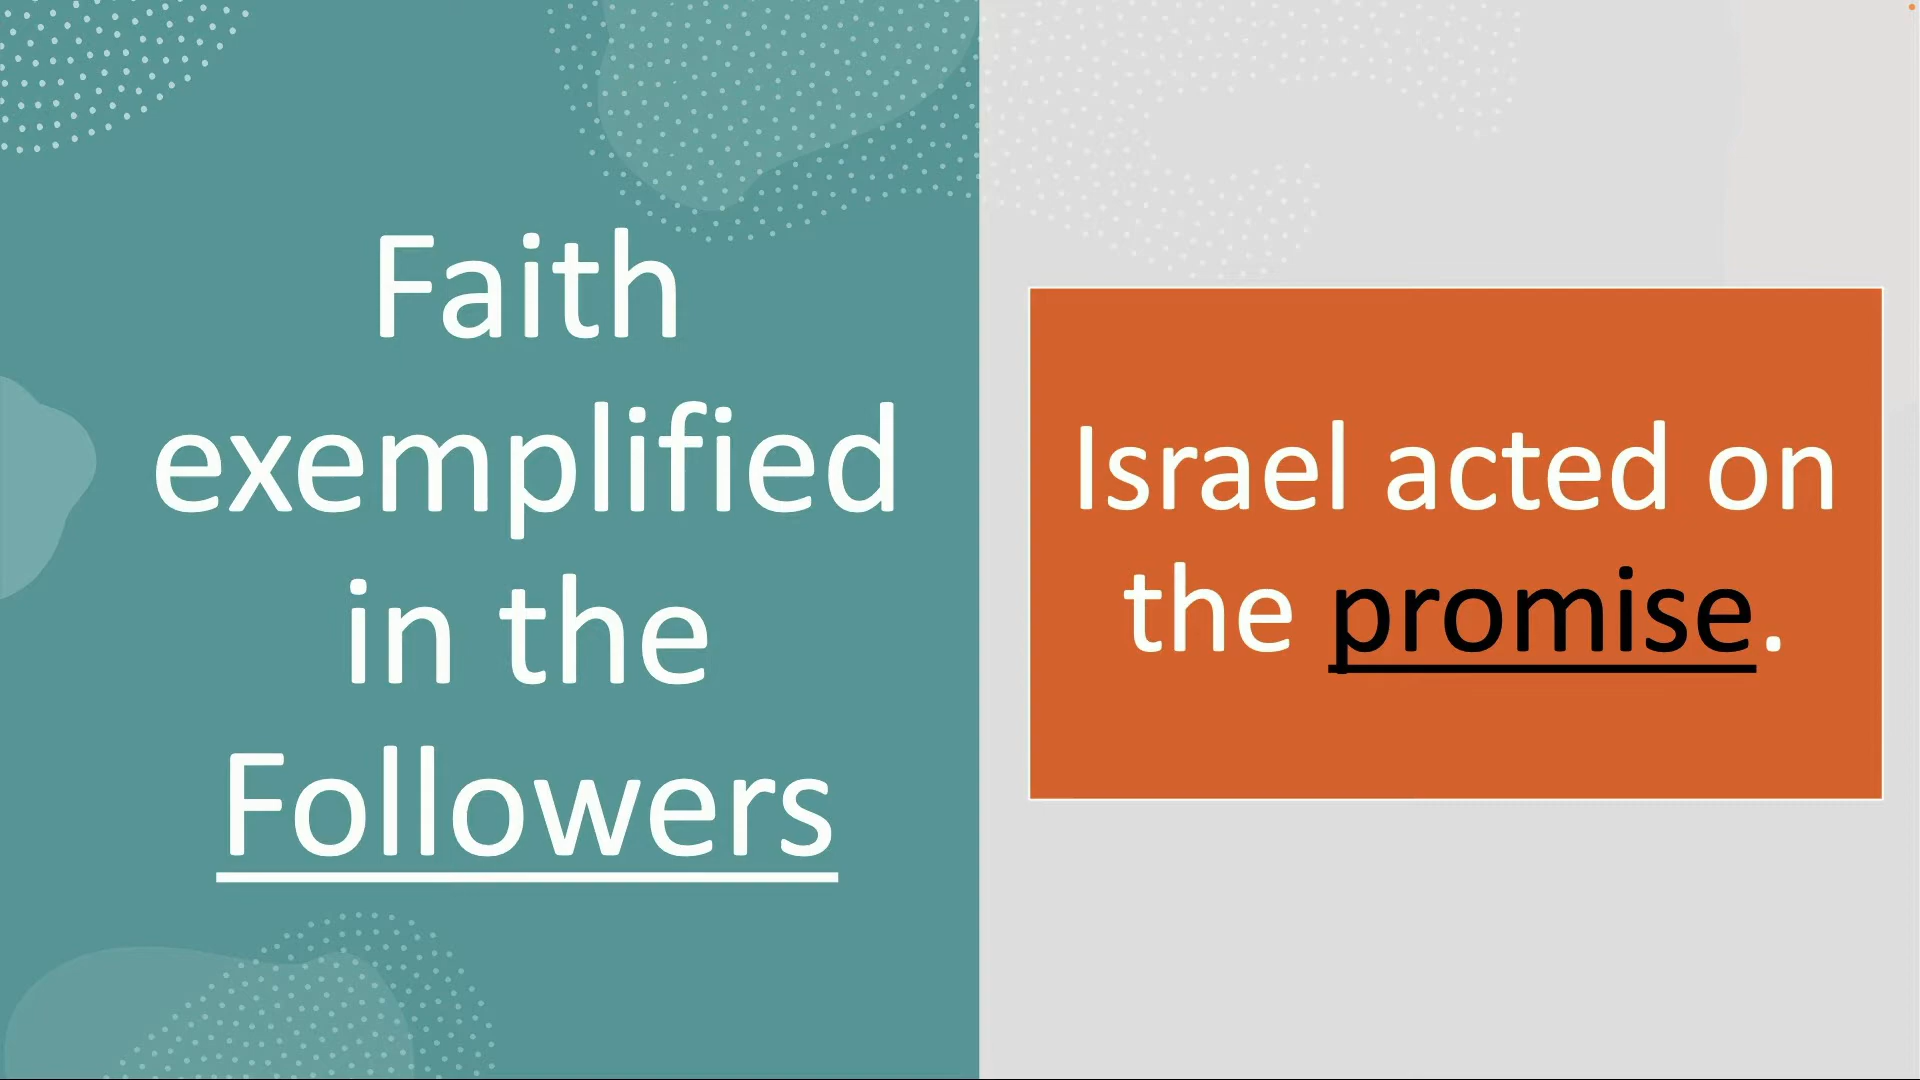 Faith
exemplified
in the
Followers
Israel acted on
the promise.